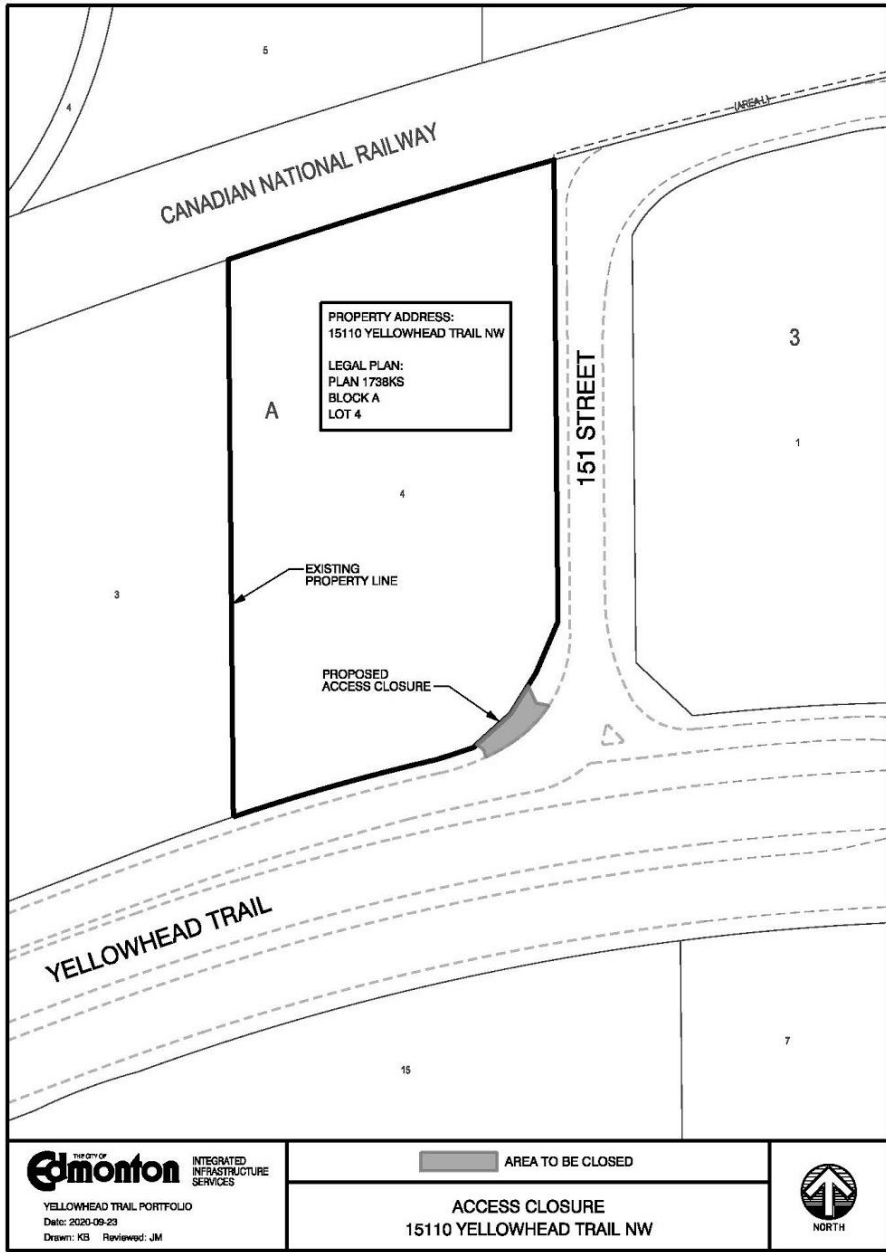 5
4
(AREA L)
CANADIAN NATIONAL RAILWAY
PROPERTY ADDRESS:
15110 YELLOWHEAD TRAIL NW
LEGAL PLAN:
PLAN 1738KS
BLOCK A
LOT 4
A
3
151 STREET
1
4
EXISTING
PROPERTY LINE
3
PROPOSED
ACCESS CLOSURE
YELLOWHEAD TRAIL
15
7
THE CITY OF
Edmonton
INTEGRATED
INFRASTRUCTURE
SERVICES
YELLOWHEAD TRAIL PORTFOLIO
Date: 2020-09-23
Drawn: KB Reviewed: JM
AREA TO BE CLOSED
ACCESS CLOSURE
15110 YELLOWHEAD TRAIL NW
NORTH